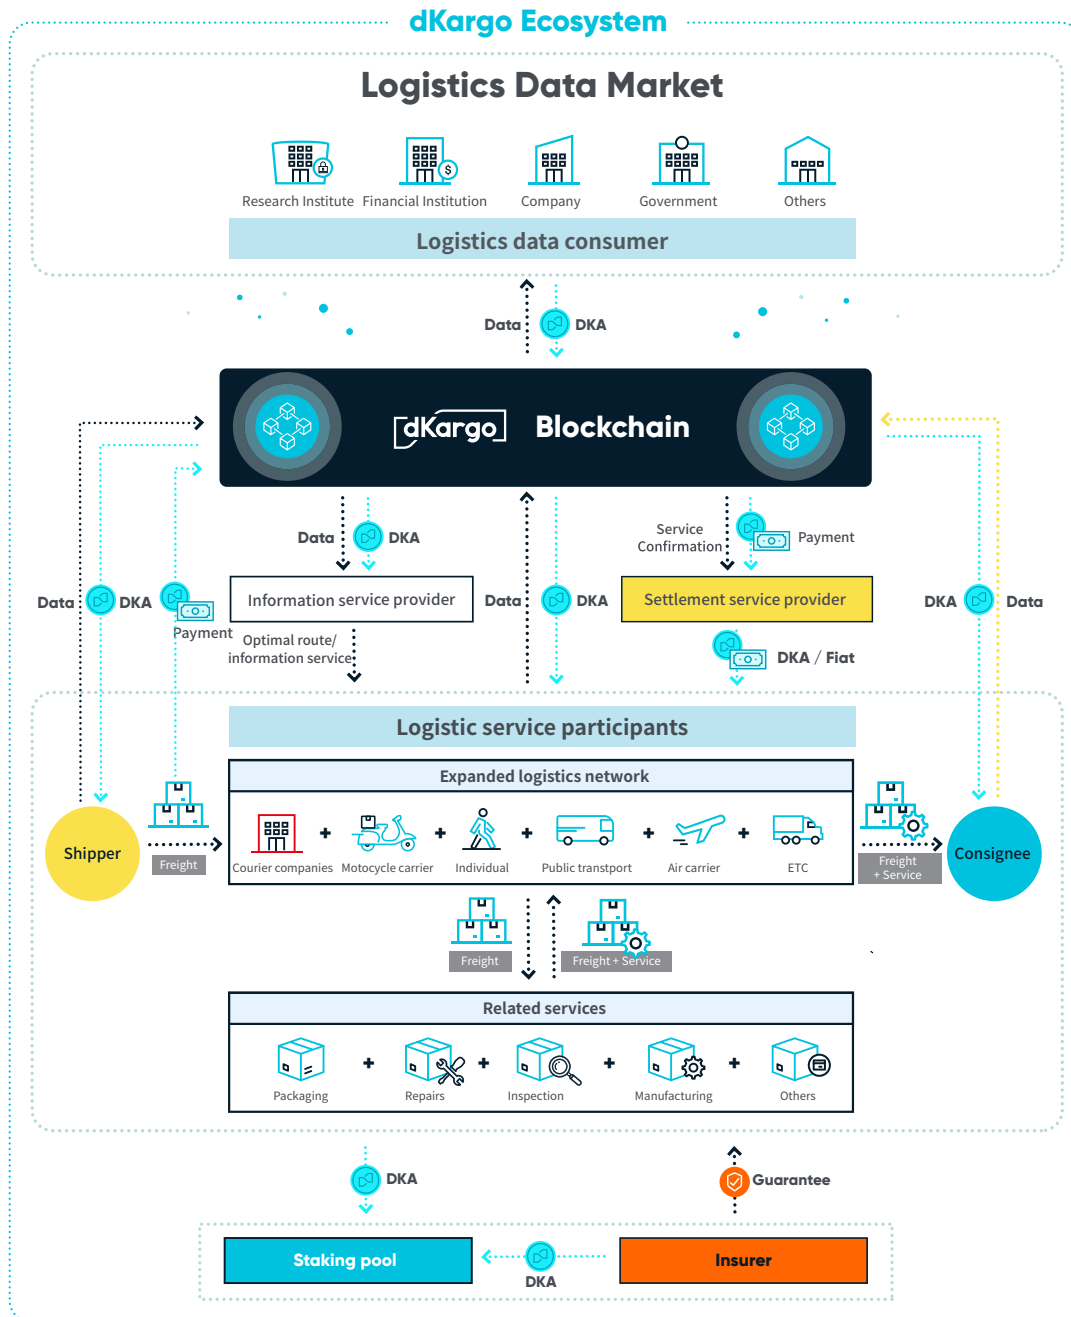 dKargo Ecosystem
Logistics Data Market
Research Institute
Financial Institution
Company
Government
Others
Logistics data consumer
Data
DKA
dKargo
Blockchain
Data
DKA
Service
Confirmation
Payment
Data
DKA
Payment
Information service provider
Data
DKA
Settlement service provider
DKA
Data
Optimal route/
information service
DKA / Fiat
Logistic service participants
Expanded logistics network
Shipper
Freight
Courier companies
Motocycle carrier
Individual
Public transtport
Air carrier
ETC
Freight
+ Service
Consignee
Freight
Freight + Service
Related services
Packaging
Repairs
Inspection
Manufacturing
Others
DKA
Guarantee
Staking pool
DKA
Insurer